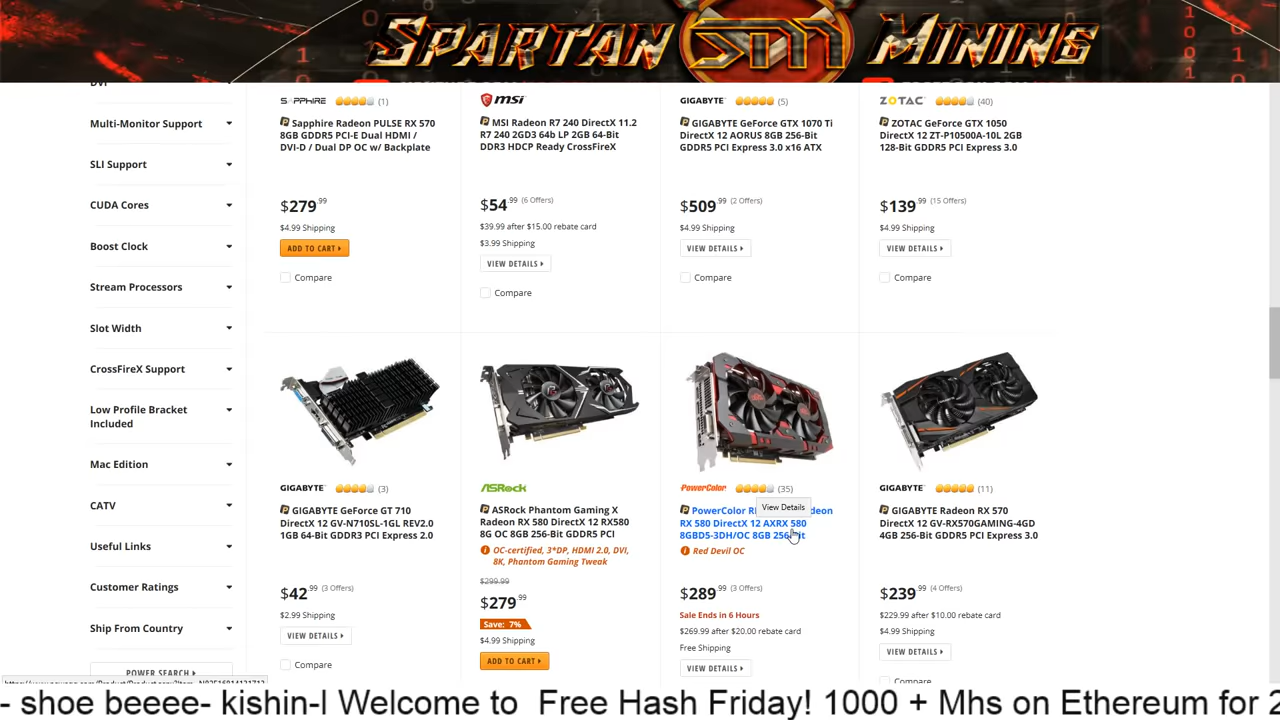 SPARTAN SM MINING
DVI
Multi-Monitor Support
SLI Support
CUDA Cores
Boost Clock
Stream Processors
Slot Width
CrossFireX Support
Low Profile Bracket
Included
Mac Edition
CATV
Useful Links
Customer Ratings
Ship From Country
POWER SEARCH
SAPPHIRE (1)
Sapphire Radeon PULSE RX 570
8GB GDDR5 PCI-E Dual HDMI /
DVI-D / Dual DP OC w/ Backplate
$279.99
$4.99 Shipping
ADD TO CART
Compare
msi
MSI Radeon R7 240 DirectX 11.2
R7 240 2GD3 64b LP 2GB 64-Bit
DDR3 HDCP Ready CrossFireX
$54.99 (6 Offers)
$39.99 after $15.00 rebate card
$3.99 Shipping
VIEW DETAILS
Compare
GIGABYTE (5)
GIGABYTE GeForce GTX 1070 Ti
DirectX 12 AORUS 8GB 256-Bit
GDDR5 PCI Express 3.0 x16 ATX
$509.99 (2 Offers)
$4.99 Shipping
VIEW DETAILS
Compare
ZOTAC (40)
ZOTAC GeForce GTX 1050
DirectX 12 ZT-P10500A-10L 2GB
128-Bit GDDR5 PCI Express 3.0
$139.99 (15 Offers)
$4.99 Shipping
VIEW DETAILS
Compare
GIGABYTE (3)
GIGABYTE GeForce GT 710
DirectX 12 GV-N710SL-1GL REV2.0
1GB 64-Bit GDDR3 PCI Express 2.0
$42.99 (3 Offers)
$2.99 Shipping
VIEW DETAILS
Compare
ASRock
ASRock Phantom Gaming X
Radeon RX 580 DirectX 12 RX580
8G OC 8GB 256-Bit GDDR5 PCI
OC-certified, 3*DP, HDMI 2.0, DVI,
8K, Phantom Gaming Tweak
$299.99
$279.99
Save: 7%
$4.99 Shipping
ADD TO CART
PowerColor (35)
View Details
PowerColor
RX 580 DirectX 12 AXRX 580
8GBD5-3DH/OC 8GB 256-Bit
Red Devil OC
$289.99 (3 Offers)
Sale Ends in 6 Hours
$269.99 after $20.00 rebate card
Free Shipping
VIEW DETAILS
GIGABYTE (11)
GIGABYTE Radeon RX 570
DirectX 12 GV-RX570GAMING-4GD
4GB 256-Bit GDDR5 PCI Express 3.0
$239.99 (4 Offers)
$229.99 after $10.00 rebate card
$4.99 Shipping
VIEW DETAILS
Compare
- shoe beeee- kishin-l Welcome to Free Hash Friday! 1000 + Mhs on Ethereum for 2